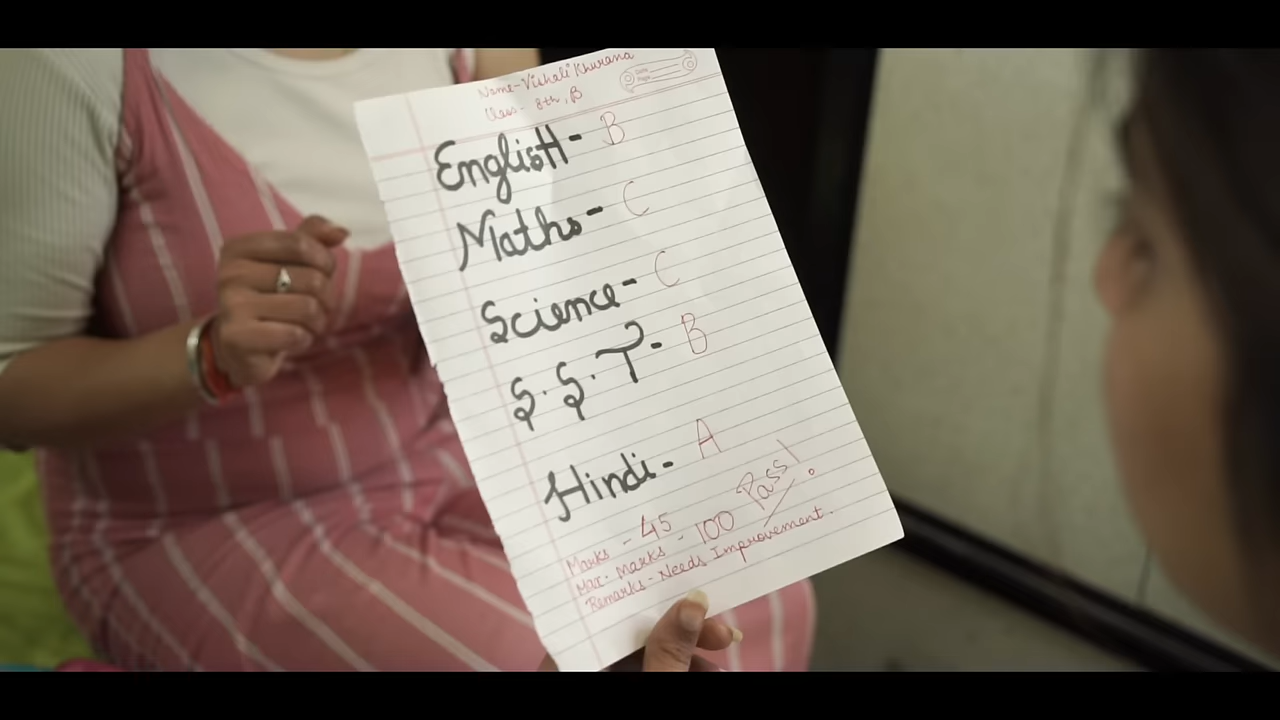 Name-Vishali Khurana
Class- 8th, B
EnglisH- B
Maths- C
Science- C
S.S.T- B
Hindi- A
Marks - 45
Max. Marks - 100 Pass!
Remarks - Needs Improvement.